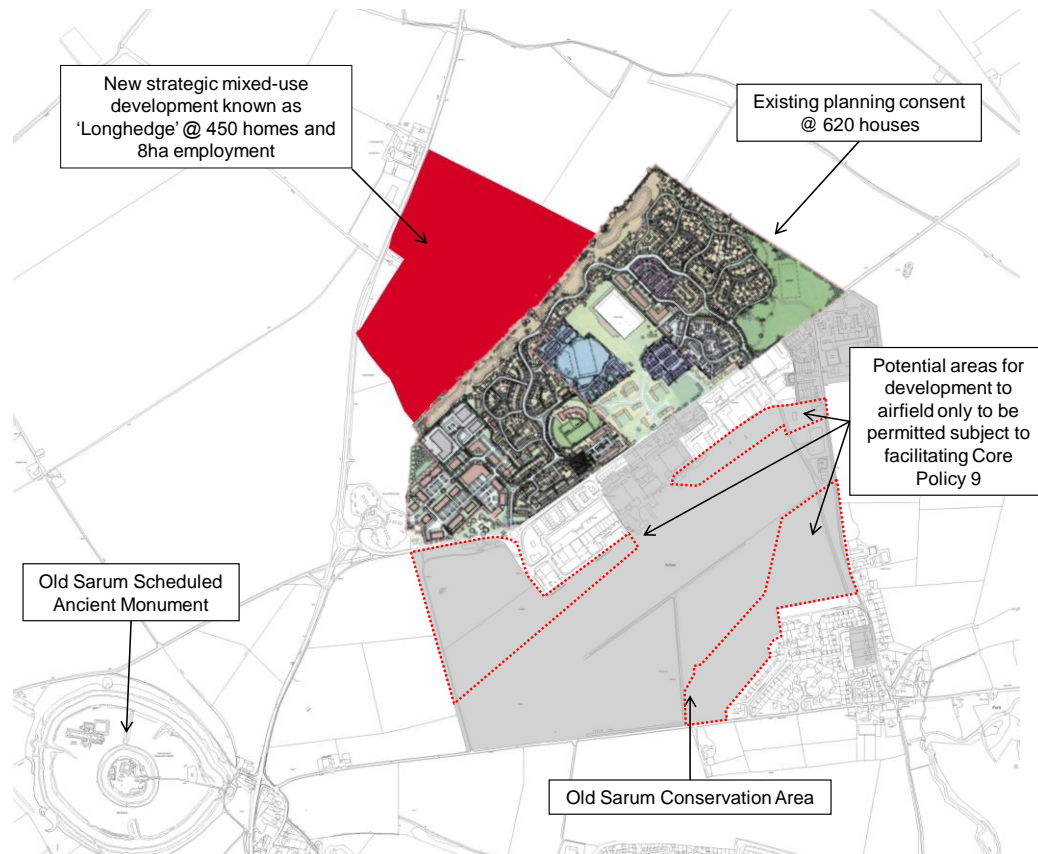 New strategic mixed-use
development known as
‘Longhedge’ @ 450 homes and
8ha employment
Existing planning consent
@ 620 houses
Potential areas for
development to
airfield only to be
permitted subject to
facilitating Core
Policy 9
Old Sarum Scheduled
Ancient Monument
Old Sarum Conservation Area
Ford